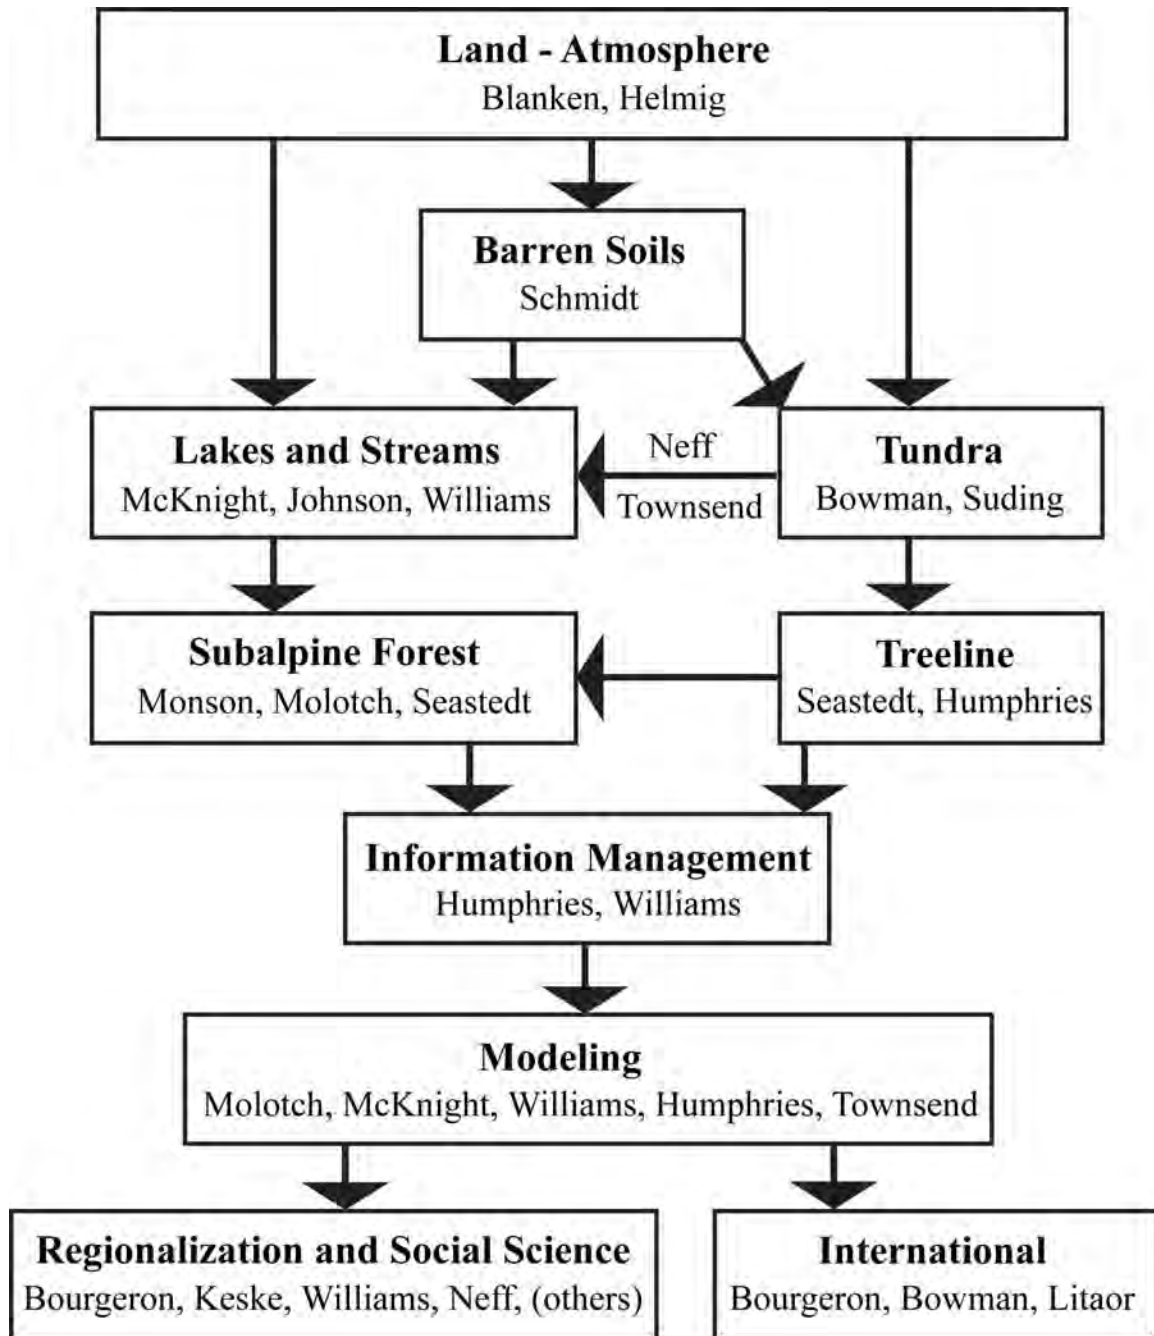 Land - Atmosphere
Blanken, Helmig
Barren Soils
Schmidt
Lakes and Streams
McKnight, Johnson, Williams
Neff
Townsend
Tundra
Bowman, Suding
Subalpine Forest
Monson, Molotch, Seastedt
Treeline
Seastedt, Humphries
Information Management
Humphries, Williams
Modeling
Molotch, McKnight, Williams, Humphries, Townsend
Regionalization and Social Science
Bourgeron, Keske, Williams, Neff, (others)
International
Bourgeron, Bowman, Litaor